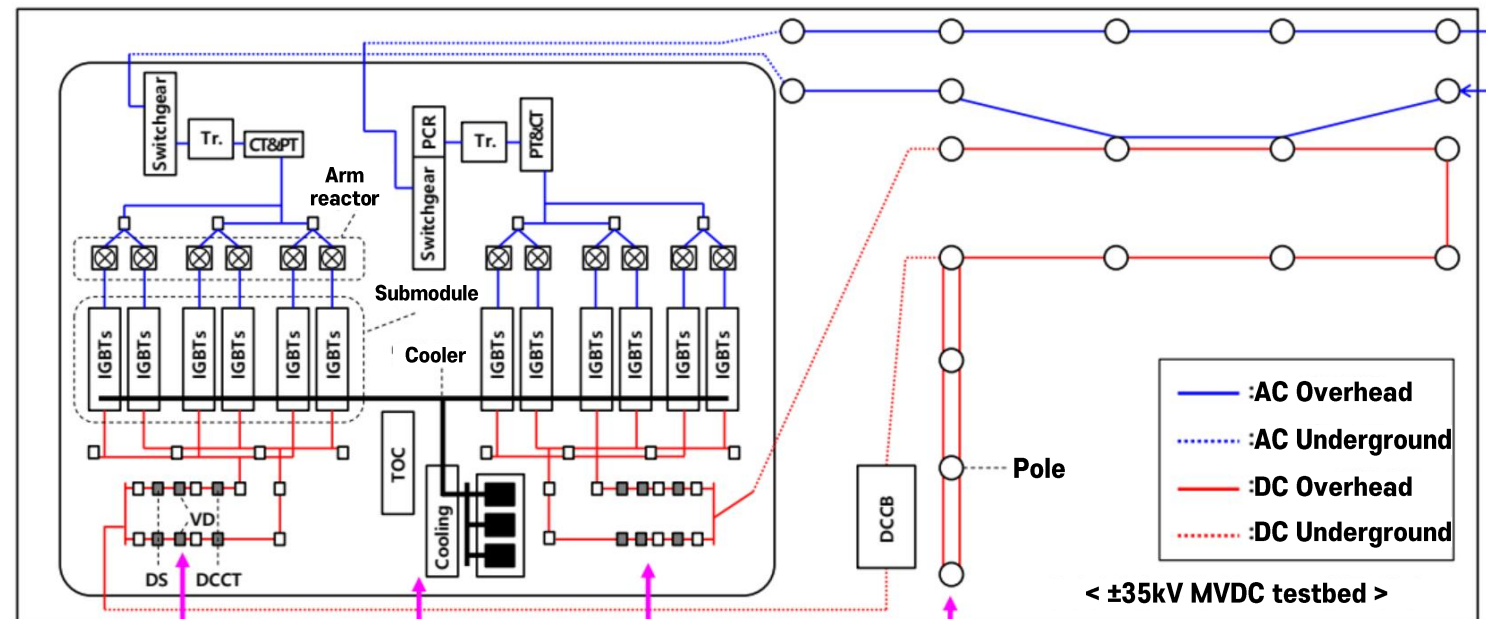 Switchgear
Tr.
CT&PT
Switchgear
PCR
Tr.
PT&CT
Arm
reactor
Submodule
Cooler
IGBTs
IGBTs
IGBTs
IGBTs
IGBTs
IGBTs
IGBTs
IGBTs
IGBTs
IGBTs
IGBTs
IGBTs
TOC
Cooling
VD
DS
DCCT
DCCB
Pole
:AC Overhead
:AC Underground
:DC Overhead
:DC Underground
< ±35kV MVDC testbed >